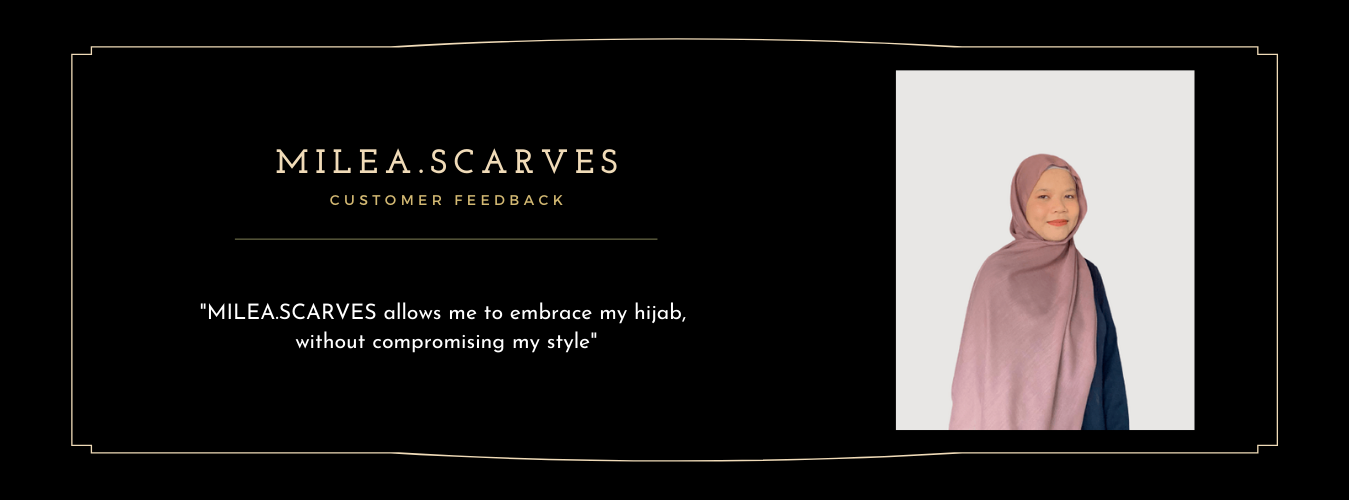 MILEA.SCARVES
CUSTOMER FEEDBACK
"MILEA.SCARVES allows me to embrace my hijab,
without compromising my style"